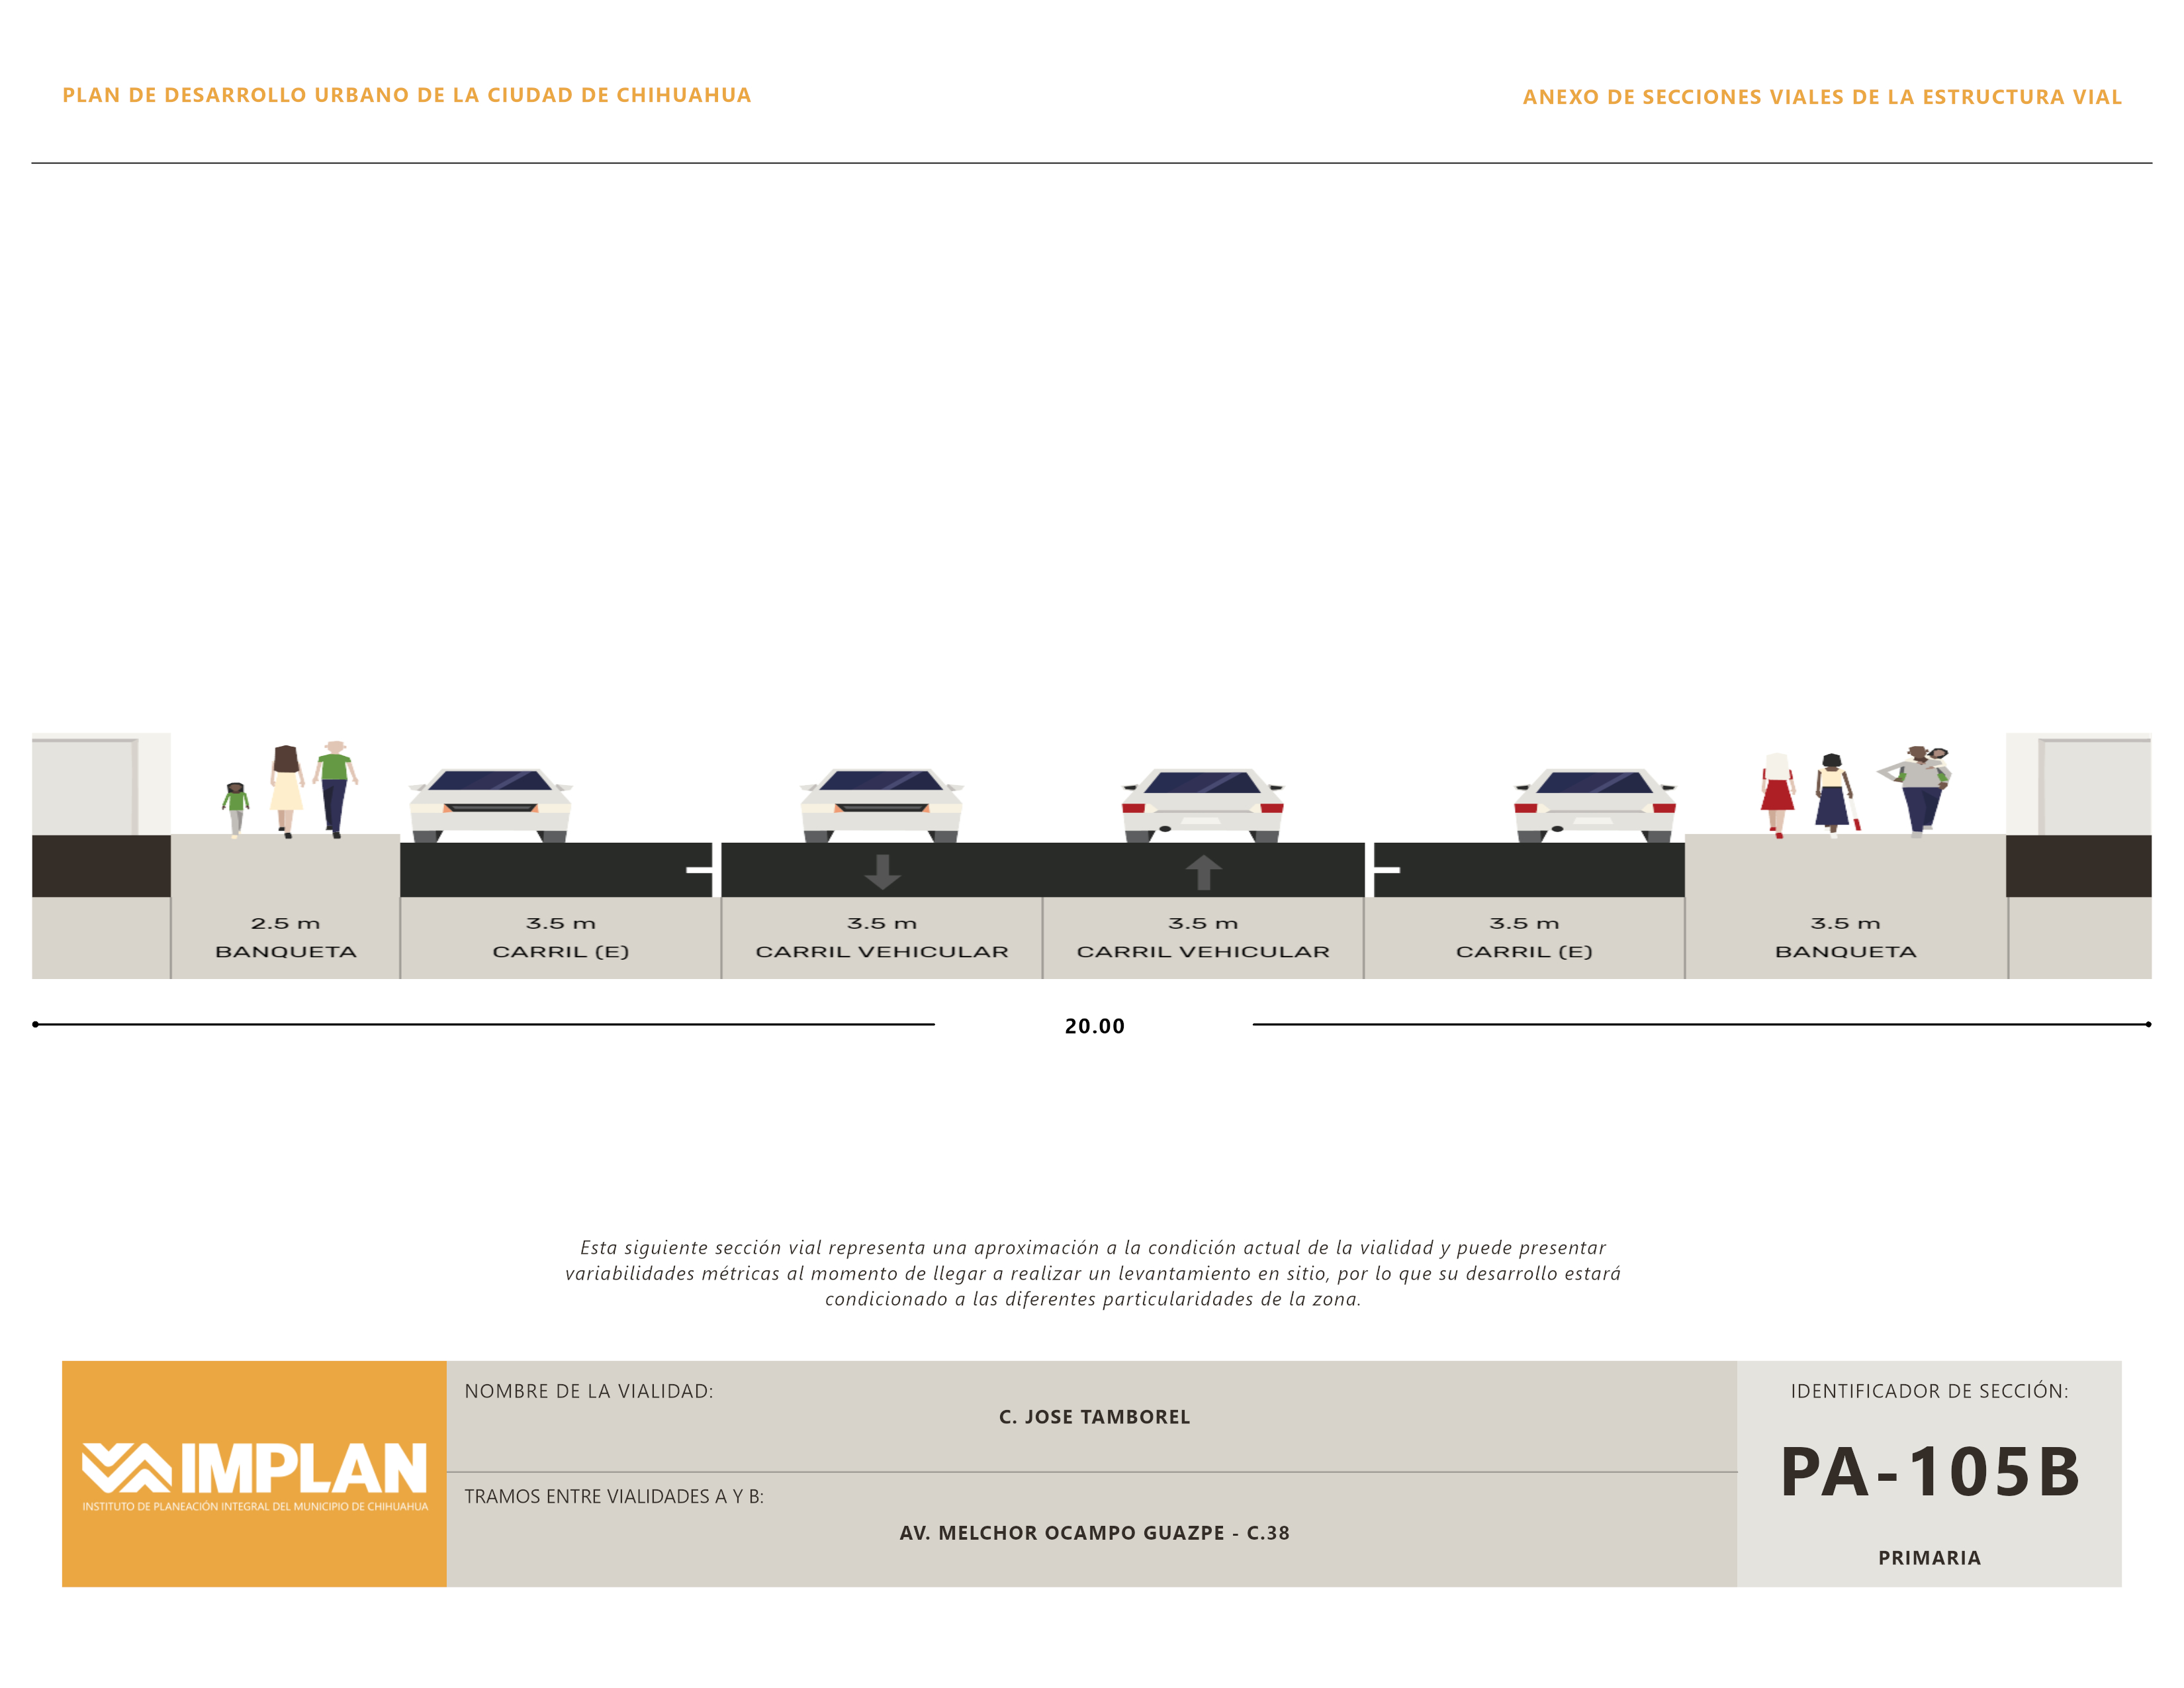 PLAN DE DESARROLLO URBANO DE LA CIUDAD DE CHIHUAHUA
ANEXO DE SECCIONES VIALES DE LA ESTRUCTURA VIAL
2.5 m
BANQUETA
3.5 m
CARRIL (E)
3.5 m
CARRIL VEHICULAR
3.5 m
CARRIL VEHICULAR
3.5 m
CARRIL (E)
3.5 m
BANQUETA
20.00
Esta siguiente sección vial representa una aproximación a la condición actual de la vialidad y puede presentar
variabilidades métricas al momento de llegar a realizar un levantamiento en sitio, por lo que su desarrollo estará
condicionado a las diferentes particularidades de la zona.
IMPLAN
INSTITUTO DE PLANEACIÓN INTEGRAL DEL MUNICIPIO DE CHIHUAHUA
NOMBRE DE LA VIALIDAD:
C. JOSE TAMBOREL
TRAMOS ENTRE VIALIDADES A Y B:
AV. MELCHOR OCAMPO GUAZPE - C.38
IDENTIFICADOR DE SECCIÓN:
PA-105B
PRIMARIA